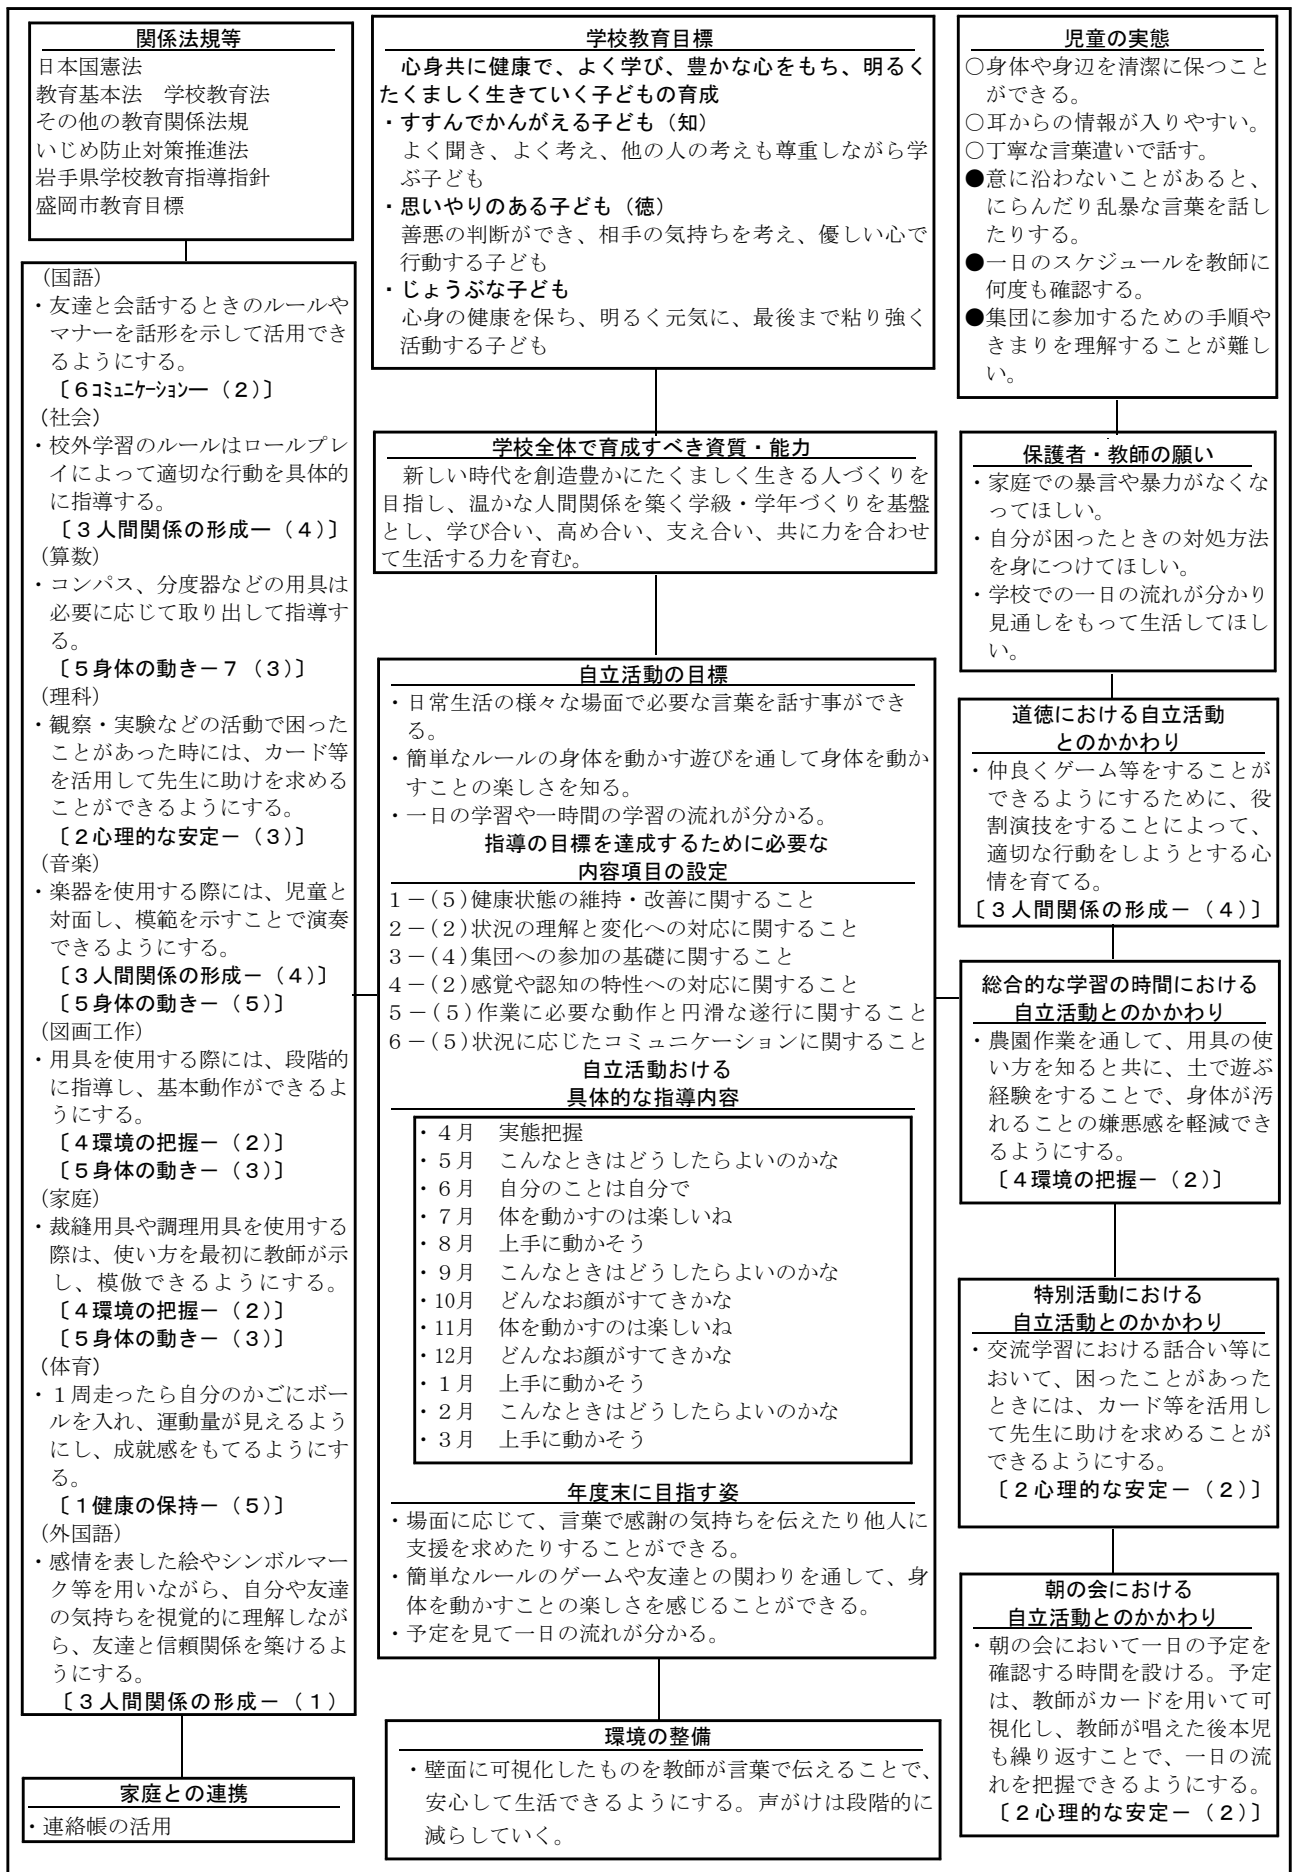 関係法規等
日本国憲法
教育基本法　学校教育法
その他の教育関係法規
いじめ防止対策推進法
岩手県学校教育指導指針
盛岡市教育目標
（国語）
・友達と会話するときのルールや
マナーを話形を示して活用でき
るようにする。
〔６コミュニケーション－（２）〕
（社会）
・校外学習のルールはロールプレ
イによって適切な行動を具体的
に指導する。
〔３人間関係の形成－（４）〕
（算数）
・コンパス、分度器などの用具は
必要に応じて取り出して指導す
る。
〔５身体の動き－７（３）〕
（理科）
・観察・実験などの活動で困った
ことがあった時には、カード等
を活用して先生に助けを求める
ことができるようにする。
〔２心理的な安定－（３）〕
（音楽）
・楽器を使用する際には、児童と
対面し、模範を示すことで演奏
できるようにする。
〔３人間関係の形成－（４）〕
〔５身体の動き－（５）〕
（図画工作）
・用具を使用する際には、段階的
に指導し、基本動作ができるよ
うにする。
〔４環境の把握－（２）〕
〔５身体の動き－（３）〕
（家庭）
・裁縫用具や調理用具を使用する
際は、使い方を最初に教師が示
し、模倣できるようにする。
〔４環境の把握－（２）〕
〔５身体の動き－（３）〕
（体育）
・１周走ったら自分のかごにボー
ルを入れ、運動量が見えるよう
にし、成就感をもてるようにす
る。
〔１健康の保持－（５）〕
（外国語）
・感情を表した絵やシンボルマー
ク等を用いながら、自分や友達
の気持ちを視覚的に理解しなが
ら、友達と信頼関係を築けるよ
うにする。
〔３人間関係の形成－（１）
家庭との連携
・連絡帳の活用
学校教育目標
心身共に健康で、よく学び、豊かな心をもち、明るく
たくましく生きていく子どもの育成
・すすんでかんがえる子ども（知）
よく聞き、よく考え、他の人の考えも尊重しながら学
ぶ子ども
・思いやりのある子ども（徳）
善悪の判断ができ、相手の気持ちを考え、優しい心で
行動する子ども
・じょうぶな子ども
心身の健康を保ち、明るく元気に、最後まで粘り強く
活動する子ども
学校全体で育成すべき資質・能力
新しい時代を創造豊かにたくましく生きる人づくりを
目指し、温かな人間関係を築く学級・学年づくりを基盤
とし、学び合い、高め合い、支え合い、共に力を合わせ
て生活する力を育む。
自立活動の目標
・日常生活の様々な場面で必要な言葉を話す事ができ
る。
・簡単なルールの身体を動かす遊びを通して身体を動か
すことの楽しさを知る。
・一日の学習や一時間の学習の流れが分かる。
指導の目標を達成するために必要な
内容項目の設定
１－(５)健康状態の維持・改善に関すること
２－(２)状況の理解と変化への対応に関すること
３－(４)集団への参加の基礎に関すること
４－(２)感覚や認知の特性への対応に関すること
５－(５)作業に必要な動作と円滑な遂行に関すること
６－(５)状況に応じたコミュニケーションに関すること
自立活動おける
具体的な指導内容
・４月　実態把握
・５月　こんなときはどうしたらよいのかな
・６月　自分のことは自分で
・７月　体を動かすのは楽しいね
・８月　上手に動かそう
・９月　こんなときはどうしたらよいのかな
・10月　どんなお顔がすてきかな
・11月　体を動かすのは楽しいね
・12月　どんなお顔がすてきかな
・１月　上手に動かそう
・２月　こんなときはどうしたらよいのかな
・３月　上手に動かそう
年度末に目指す姿
・場面に応じて、言葉で感謝の気持ちを伝えたり他人に
支援を求めたりすることができる。
・簡単なルールのゲームや友達との関わりを通して、身
体を動かすことの楽しさを感じることができる。
・予定を見て一日の流れが分かる。
環境の整備
・壁面に可視化したものを教師が言葉で伝えることで、
安心して生活できるようにする。声がけは段階的に
減らしていく。
児童の実態
○身体や身辺を清潔に保つこと
ができる。
○耳からの情報が入りやすい。
○丁寧な言葉遣いで話す。
●意に沿わないことがあると、
にらんだり乱暴な言葉を話し
たりする。
●一日のスケジュールを教師に
何度も確認する。
●集団に参加するための手順や
きまりを理解することが難し
い。
保護者・教師の願い
・家庭での暴言や暴力がなくな
ってほしい。
・自分が困ったときの対処方法
を身につけてほしい。
・学校での一日の流れが分かり
見通しをもって生活してほし
い。
道徳における自立活動
とのかかわり
・仲良くゲーム等をすることが
できるようにするために、役
割演技をすることによって、
適切な行動をしようとする心
情を育てる。
〔３人間関係の形成－（４）〕
総合的な学習の時間における
自立活動とのかかわり
・農園作業を通して、用具の使
い方を知ると共に、土で遊ぶ
経験をすることで、身体が汚
れることの嫌悪感を軽減でき
るようにする。
〔４環境の把握－（２）〕
特別活動における
自立活動とのかかわり
・交流学習における話合い等に
おいて、困ったことがあった
ときには、カード等を活用し
て先生に助けを求めることが
できるようにする。
〔２心理的な安定－（２）〕
朝の会における
自立活動とのかかわり
・朝の会において一日の予定を
確認する時間を設ける。予定
は、教師がカードを用いて可
視化し、教師が唱えた後本児
も繰り返すことで、一日の流
れを把握できるようにする。
〔２心理的な安定－（２）〕